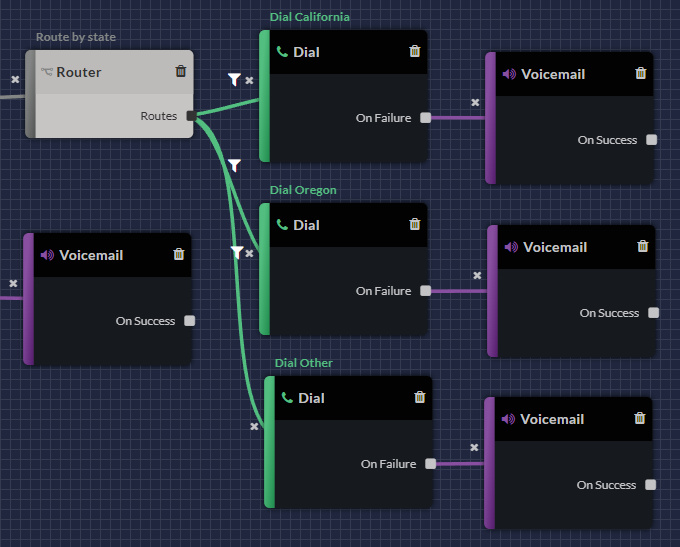 Route by state
Router
Routes
Dial California
Dial
On Failure
Voicemail
On Success
Dial Oregon
Dial
On Failure
Voicemail
On Success
Voicemail
On Success
Dial Other
Dial
On Failure
Voicemail
On Success